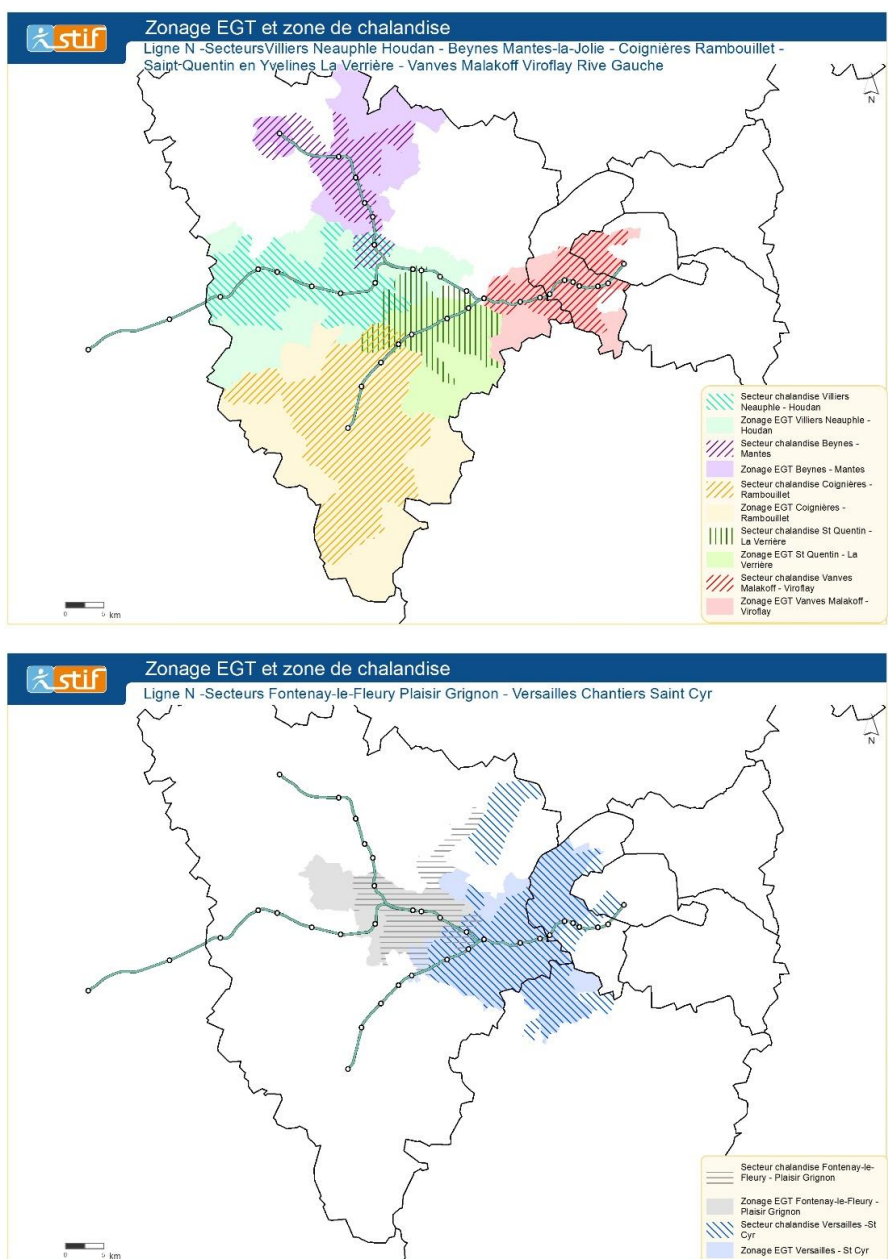 stif
Zonage EGT et zone de chalandise
Ligne N -SecteursVilliers Neauphle Houdan - Beynes Mantes-la-Jolie - Coignières Rambouillet -
Saint-Quentin en Yvelines La Verrière - Vanves Malakoff Viroflay Rive Gauche
N
Secteur chalandise Villiers
Neauphle - Houdan
Zonage EGT Villiers Neauphle -
Houdan
Secteur chalandise Beynes -
Mantes
Zonage EGT Beynes - Mantes
Secteur chalandise Coignières -
Rambouillet
Zonage EGT Coignières -
Rambouillet
Secteur chalandise St Quentin -
La Verrière
Zonage EGT St Quentin - La
Verrière
Secteur chalandise Vanves
Malakoff - Viroflay
Zonage EGT Vanves Malakoff -
Viroflay
0 5 km
stif
Zonage EGT et zone de chalandise
Ligne N -Secteurs Fontenay-le-Fleury Plaisir Grignon - Versailles Chantiers Saint Cyr
N
Secteur chalandise Fontenay-le-
Fleury - Plaisir Grignon
Zonage EGT Fontenay-le-Fleury -
Plaisir Grignon
Secteur chalandise Versailles -St
Cyr
Zonage EGT Versailles - St Cyr
0 5 km